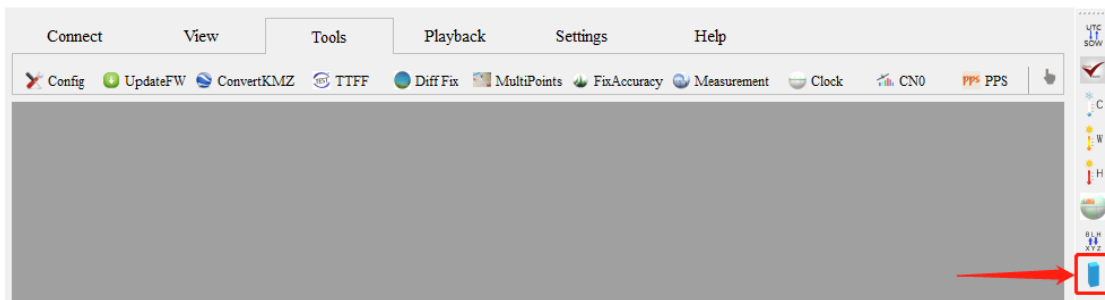 Connect View Tools Playback Settings Help
Config UpdateFW ConvertKMZ TEST TTFF Diff Fix MultiPoints FixAccuracy Measurement Clock CN0 PPS PPS
UTC
SOW
C
W
H
BLH
XYZ